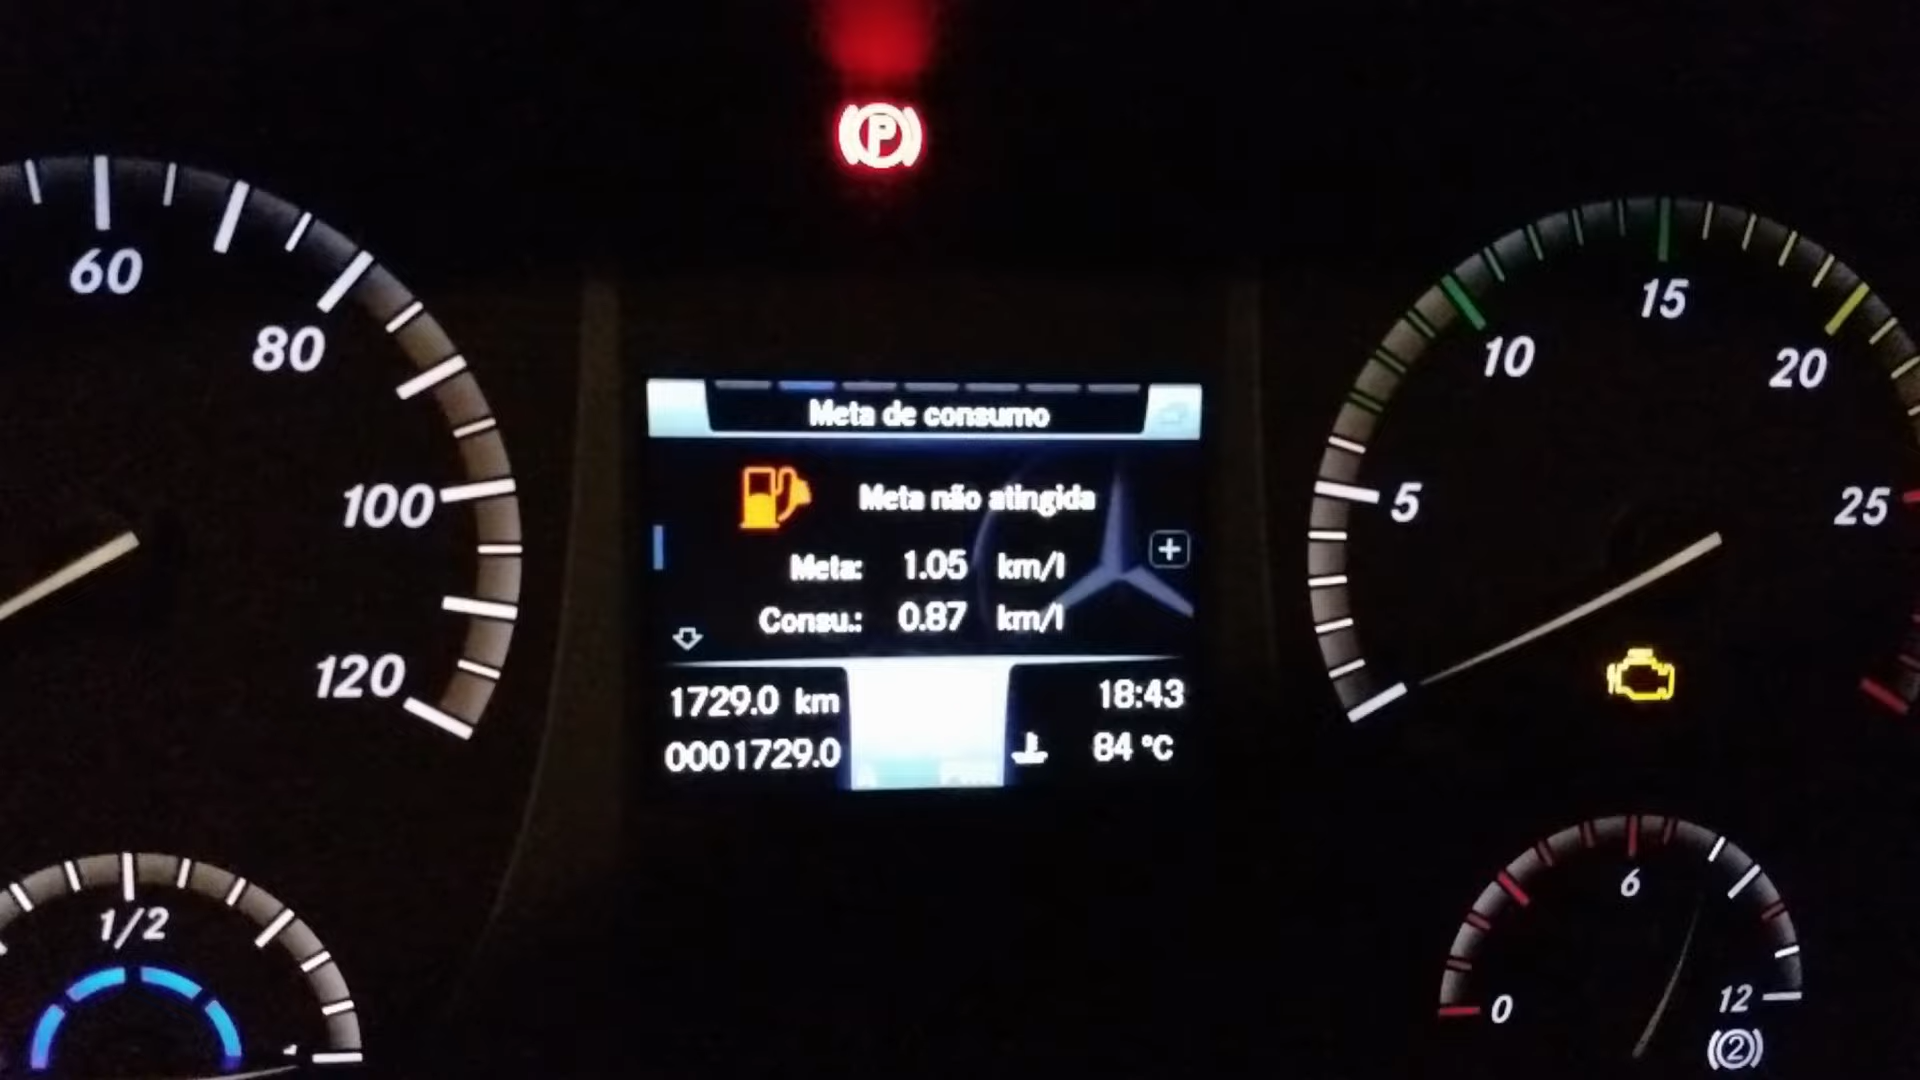 P
60
80
100
120
1/2
Meta de consumo
Meta não atingida
Meta: 1.05 km/l
Consu.: 0.87 km/l
1729.0 km
18:43
0001729.0
84 °C
5
10
15
20
25
0
6
12
2